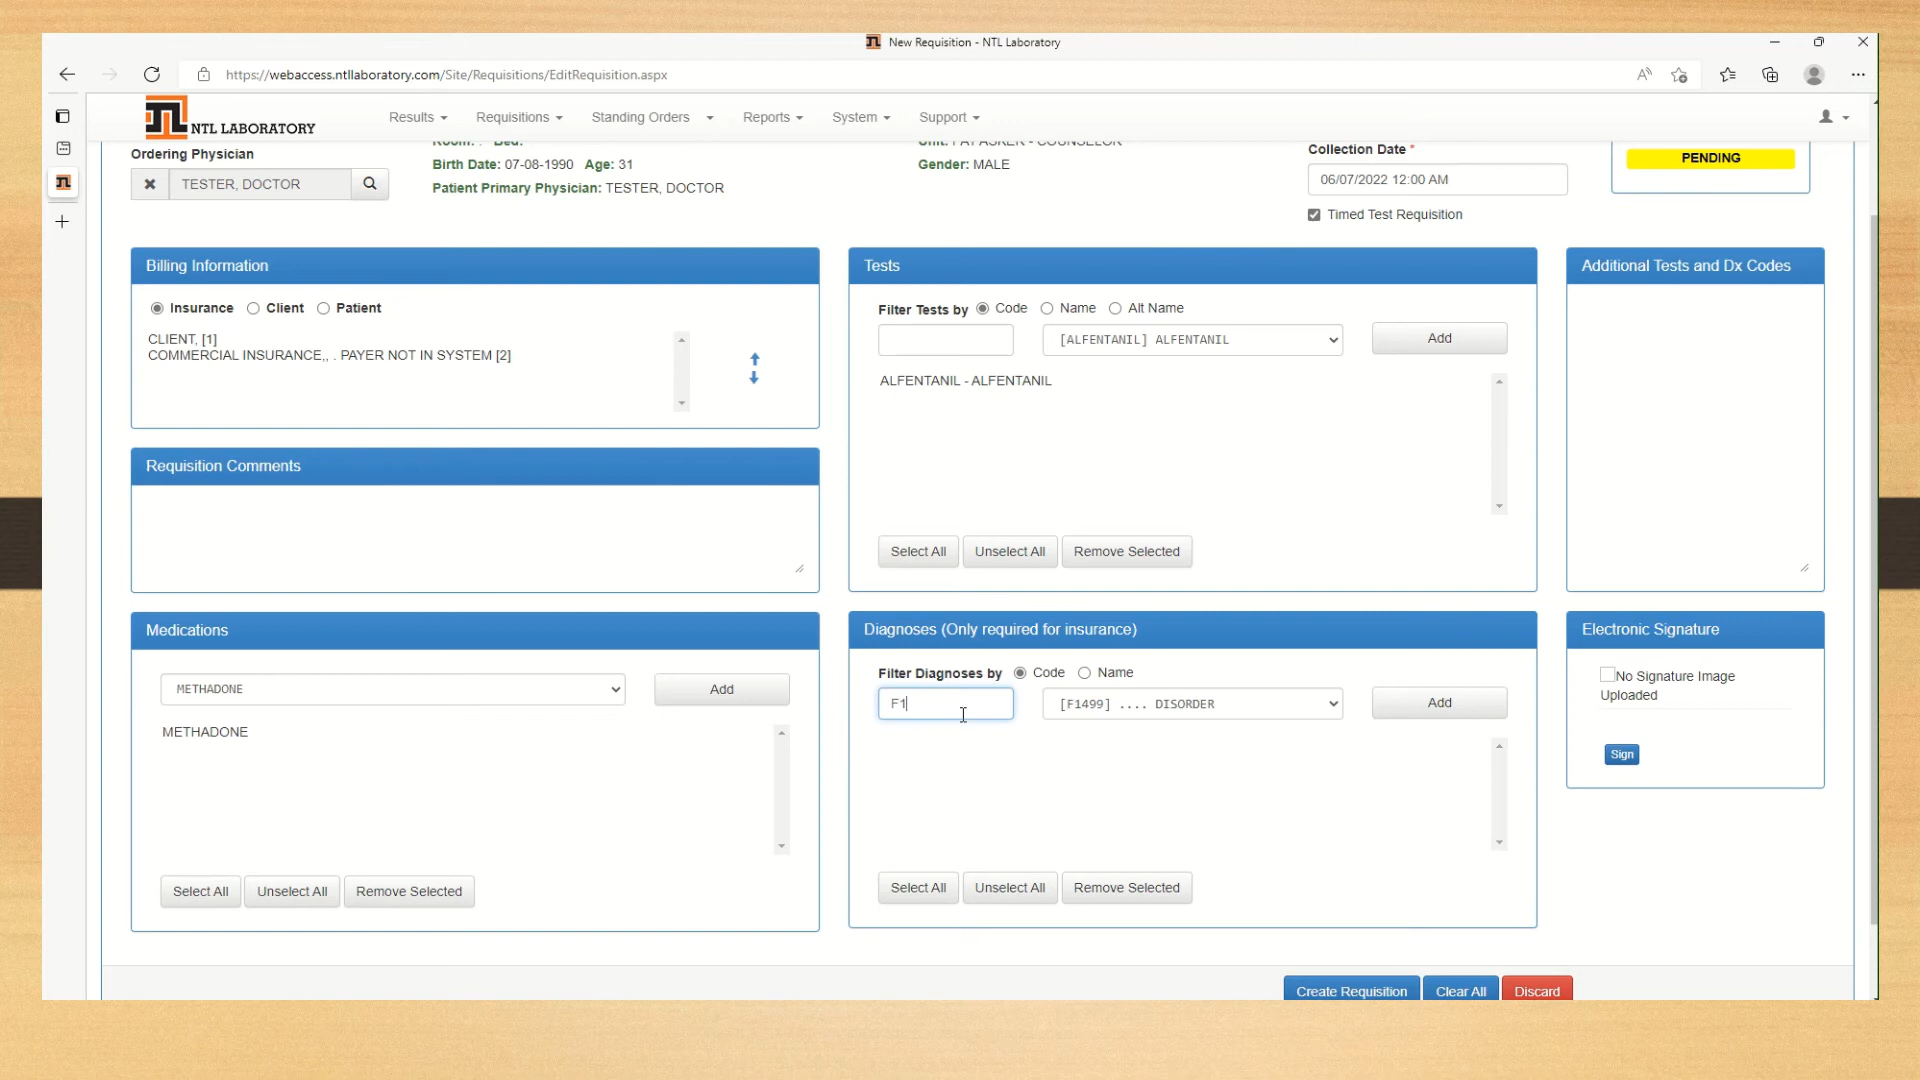 New Requisition - NTL Laboratory
https://webaccess.ntllaboratory.com/Site/Requisitions/EditRequisition.aspx
NTL LABORATORY
Results
Requisitions
Standing Orders
Reports
System
Support
Ordering Physician
TESTER, DOCTOR
Room: . Bed:
Birth Date: 07-08-1990 Age: 31
Patient Primary Physician: TESTER, DOCTOR
Unit: PAT ASKER - COUNSELOR
Gender: MALE
Collection Date *
06/07/2022 12:00 AM
Timed Test Requisition
PENDING
Billing Information
Insurance Client Patient
CLIENT, [1]
COMMERCIAL INSURANCE,, . PAYER NOT IN SYSTEM [2]
Requisition Comments
Medications
METHADONE
Add
METHADONE
Select All Unselect All Remove Selected
Tests
Filter Tests by Code Name Alt Name
[ALFENTANIL] ALFENTANIL
Add
ALFENTANIL - ALFENTANIL
Select All Unselect All Remove Selected
Diagnoses (Only required for insurance)
Filter Diagnoses by Code Name
F1
[F1499] .... DISORDER
Add
Select All Unselect All Remove Selected
Additional Tests and Dx Codes
Electronic Signature
No Signature Image
Uploaded
Sign
Create Requisition Clear All Discard